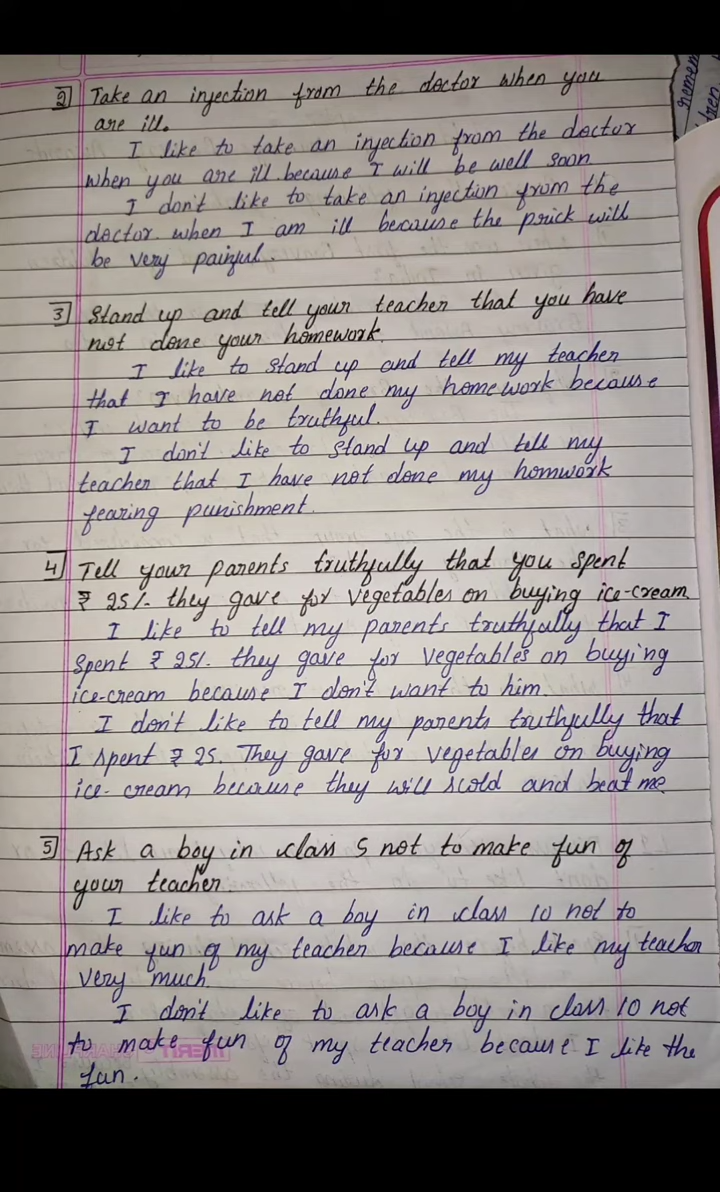 2) Take an injection from the doctor when you
are ill.
I like to take an injection from the doctor
when you are ill because I will be well soon
I don't like to take an injection from the
doctor when I am ill because the prick will
be very painful.
3) Stand up and tell your teacher that you have
not done your homework.
I like to stand up and tell my teacher
that I have not done my homework because
I want to be truthful.
I don't like to stand up and tell my
teacher that I have not done my homwork
fearing punishment.
4) Tell your parents truthfully that you spent
₹ 25/- they gave for vegetables on buying ice-cream.
I like to tell my parents truthfully that I
spent ₹ 25/- they gave for vegetables on buying
ice-cream because I don't want to him.
I don't like to tell my parents truthfully that
I spent ₹ 25. They gave for vegetables on buying
ice-cream because they will scold and beat me
5) Ask a boy in class 5 not to make fun of
your teacher.
I like to ask a boy in class 10 not to
make fun of my teacher because I like my teacher
very much.
I don't like to ask a boy in class 10 not
to make fun of my teacher because I like the
fun.